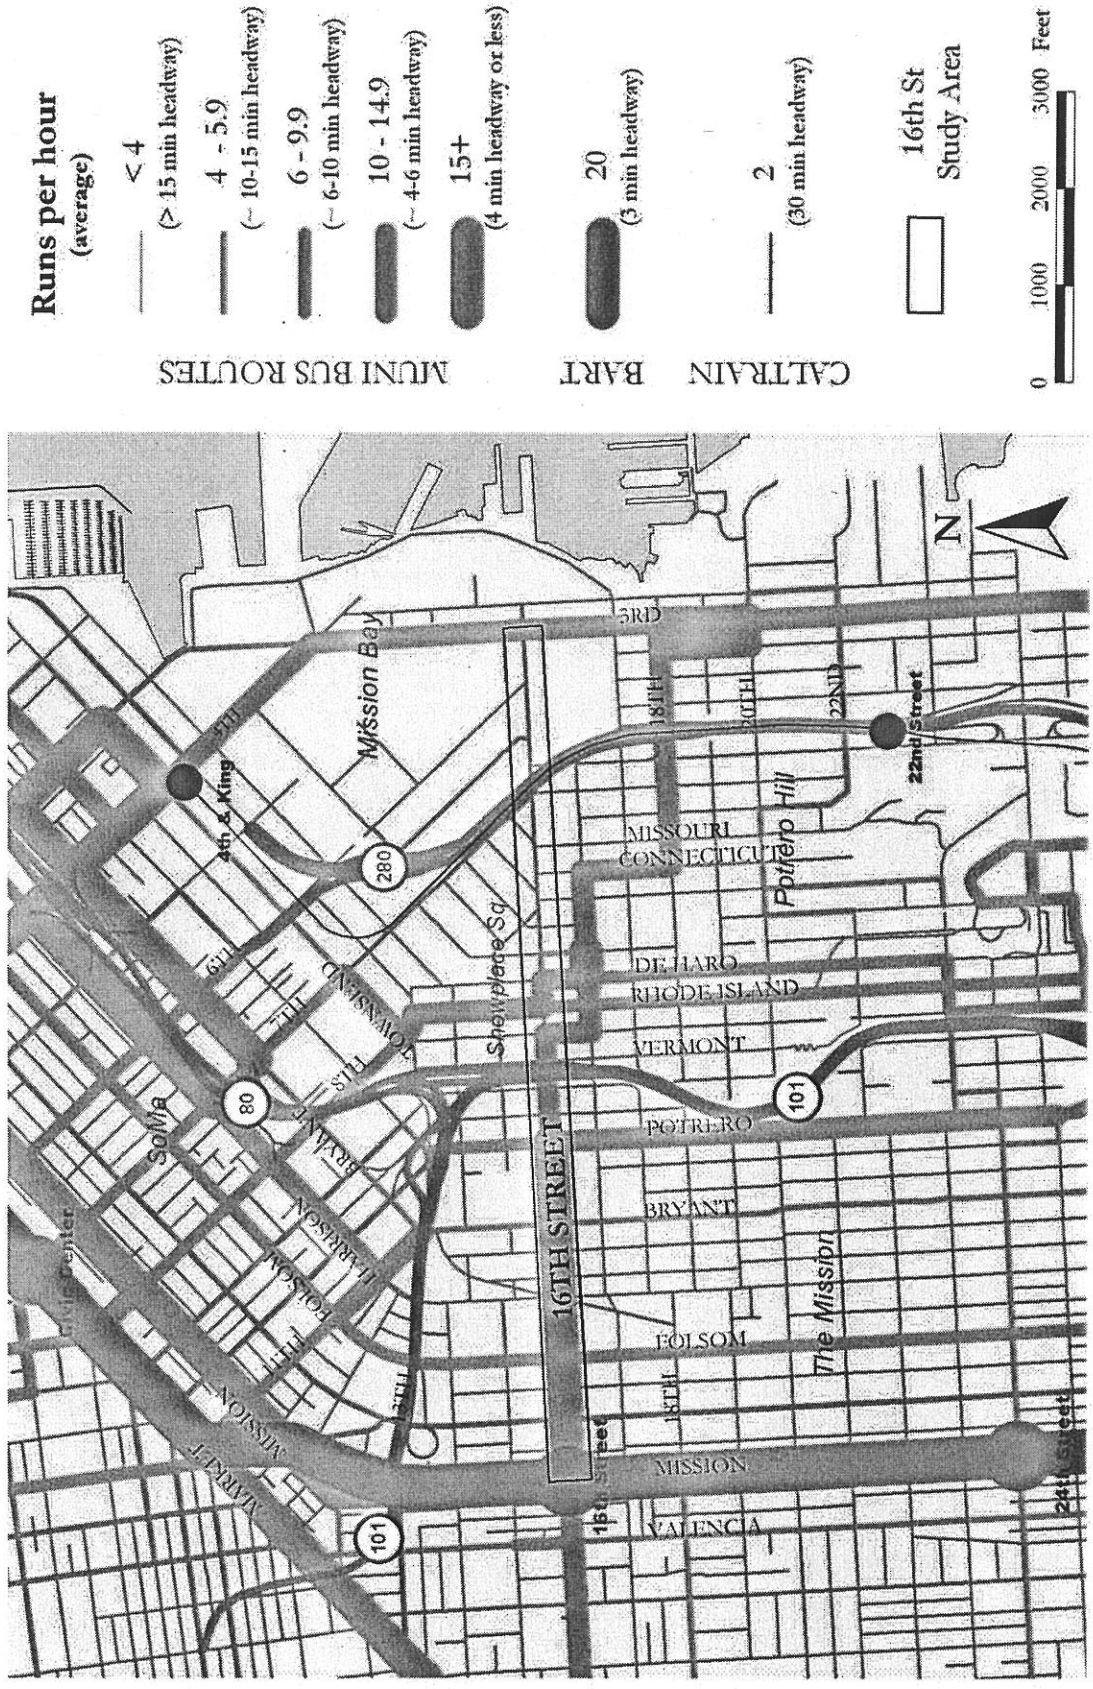 Runs per hour
(average)
< 4
(> 15 min headway)
4 - 5.9
(~ 10-15 min headway)
6 - 9.9
(~ 6-10 min headway)
10 - 14.9
(~ 4-6 min headway)
15+
(4 min headway or less)
MUNI BUS ROUTES
20
(3 min headway)
BART
2
(30 min headway)
CALTRAIN
16th St
Study Area
0 1000 2000 3000 Feet
N
Civic Center
SoMa
MARKET
MISSION
11TH
FOLSOM
HARRISON
BRYANT
8TH
7TH
6TH
5TH
TOWNSEND
13TH
80
101
280
4th & King
Mission Bay
Showplace Sq
16TH STREET
16th Street
3RD
18TH
18TH
20TH
22ND
22nd Street
MISSOURI
CONNECTICUT
Potrero Hill
DE HARO
RHODE ISLAND
VERMONT
101
POTRERO
BRYANT
The Mission
FOLSOM
MISSION
VALENCIA
24th Street